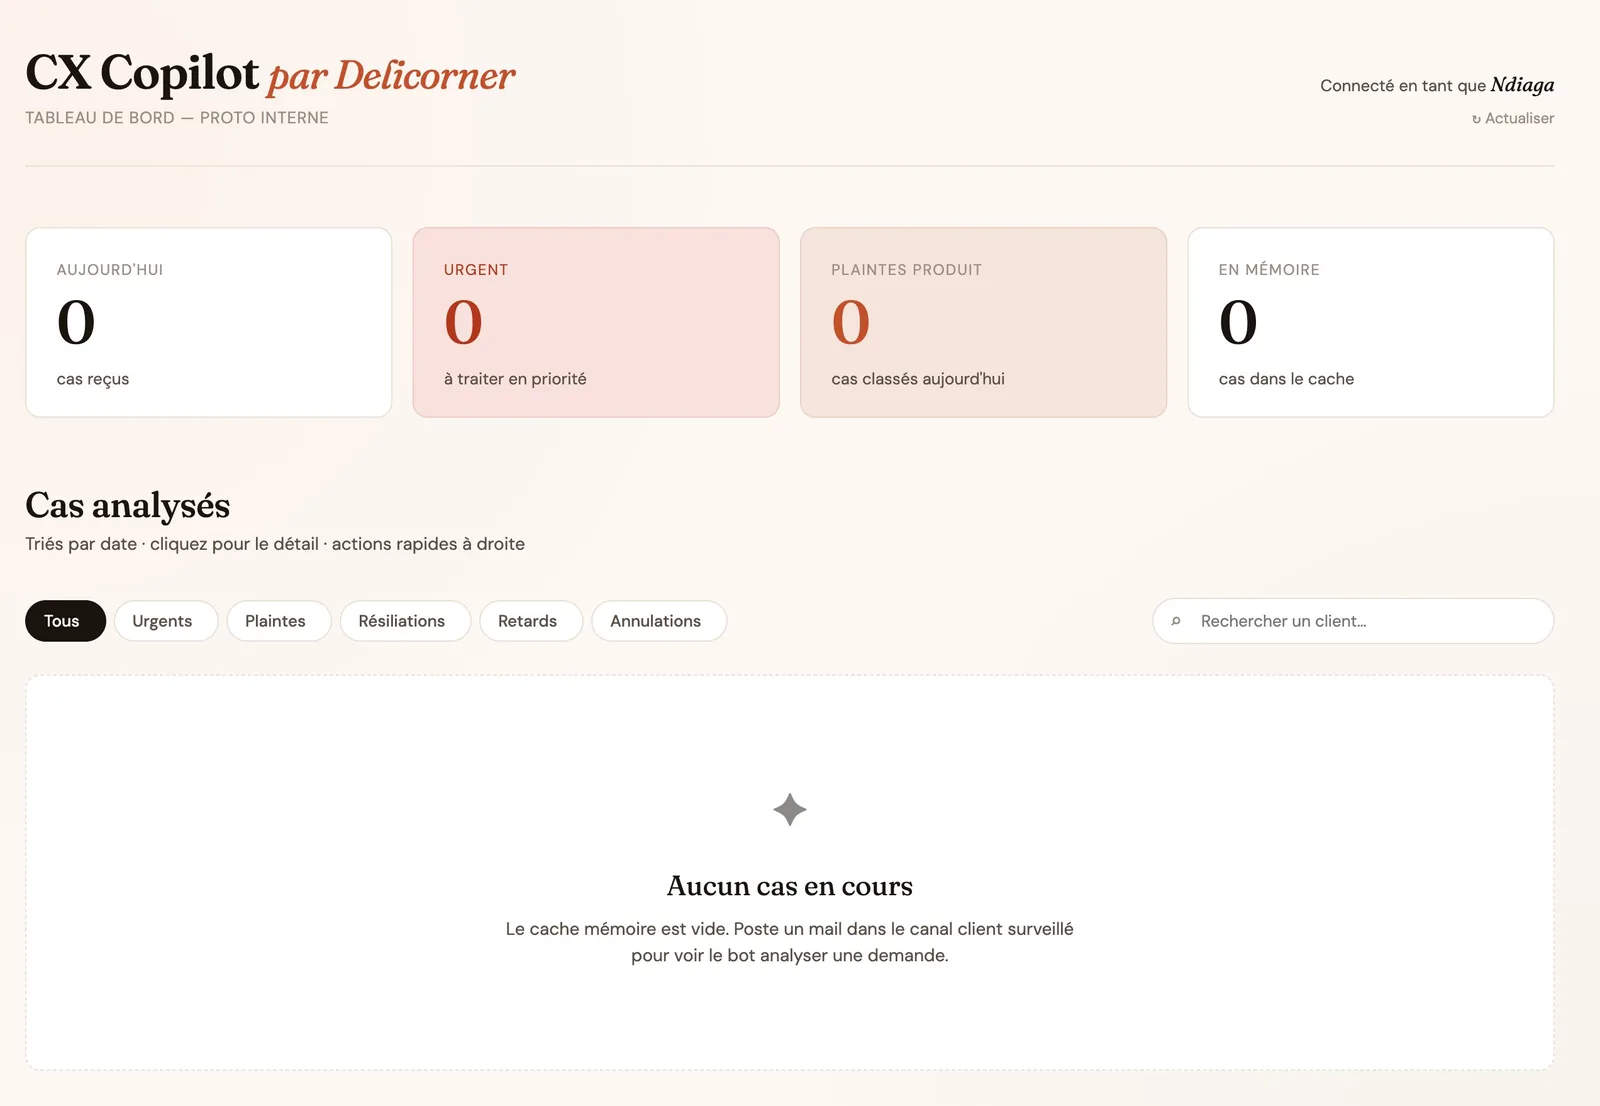 CX Copilot par Delicorner
TABLEAU DE BORD — PROTO INTERNE
Connecté en tant que Ndiaga
↻ Actualiser
AUJOURD'HUI
0
cas reçus
URGENT
0
à traiter en priorité
PLAINTES PRODUIT
0
cas classés aujourd'hui
EN MÉMOIRE
0
cas dans le cache
Cas analysés
Triés par date · cliquez pour le détail · actions rapides à droite
Tous
Urgents
Plaintes
Résiliations
Retards
Annulations
Rechercher un client...
Aucun cas en cours
Le cache mémoire est vide. Poste un mail dans le canal client surveillé
pour voir le bot analyser une demande.